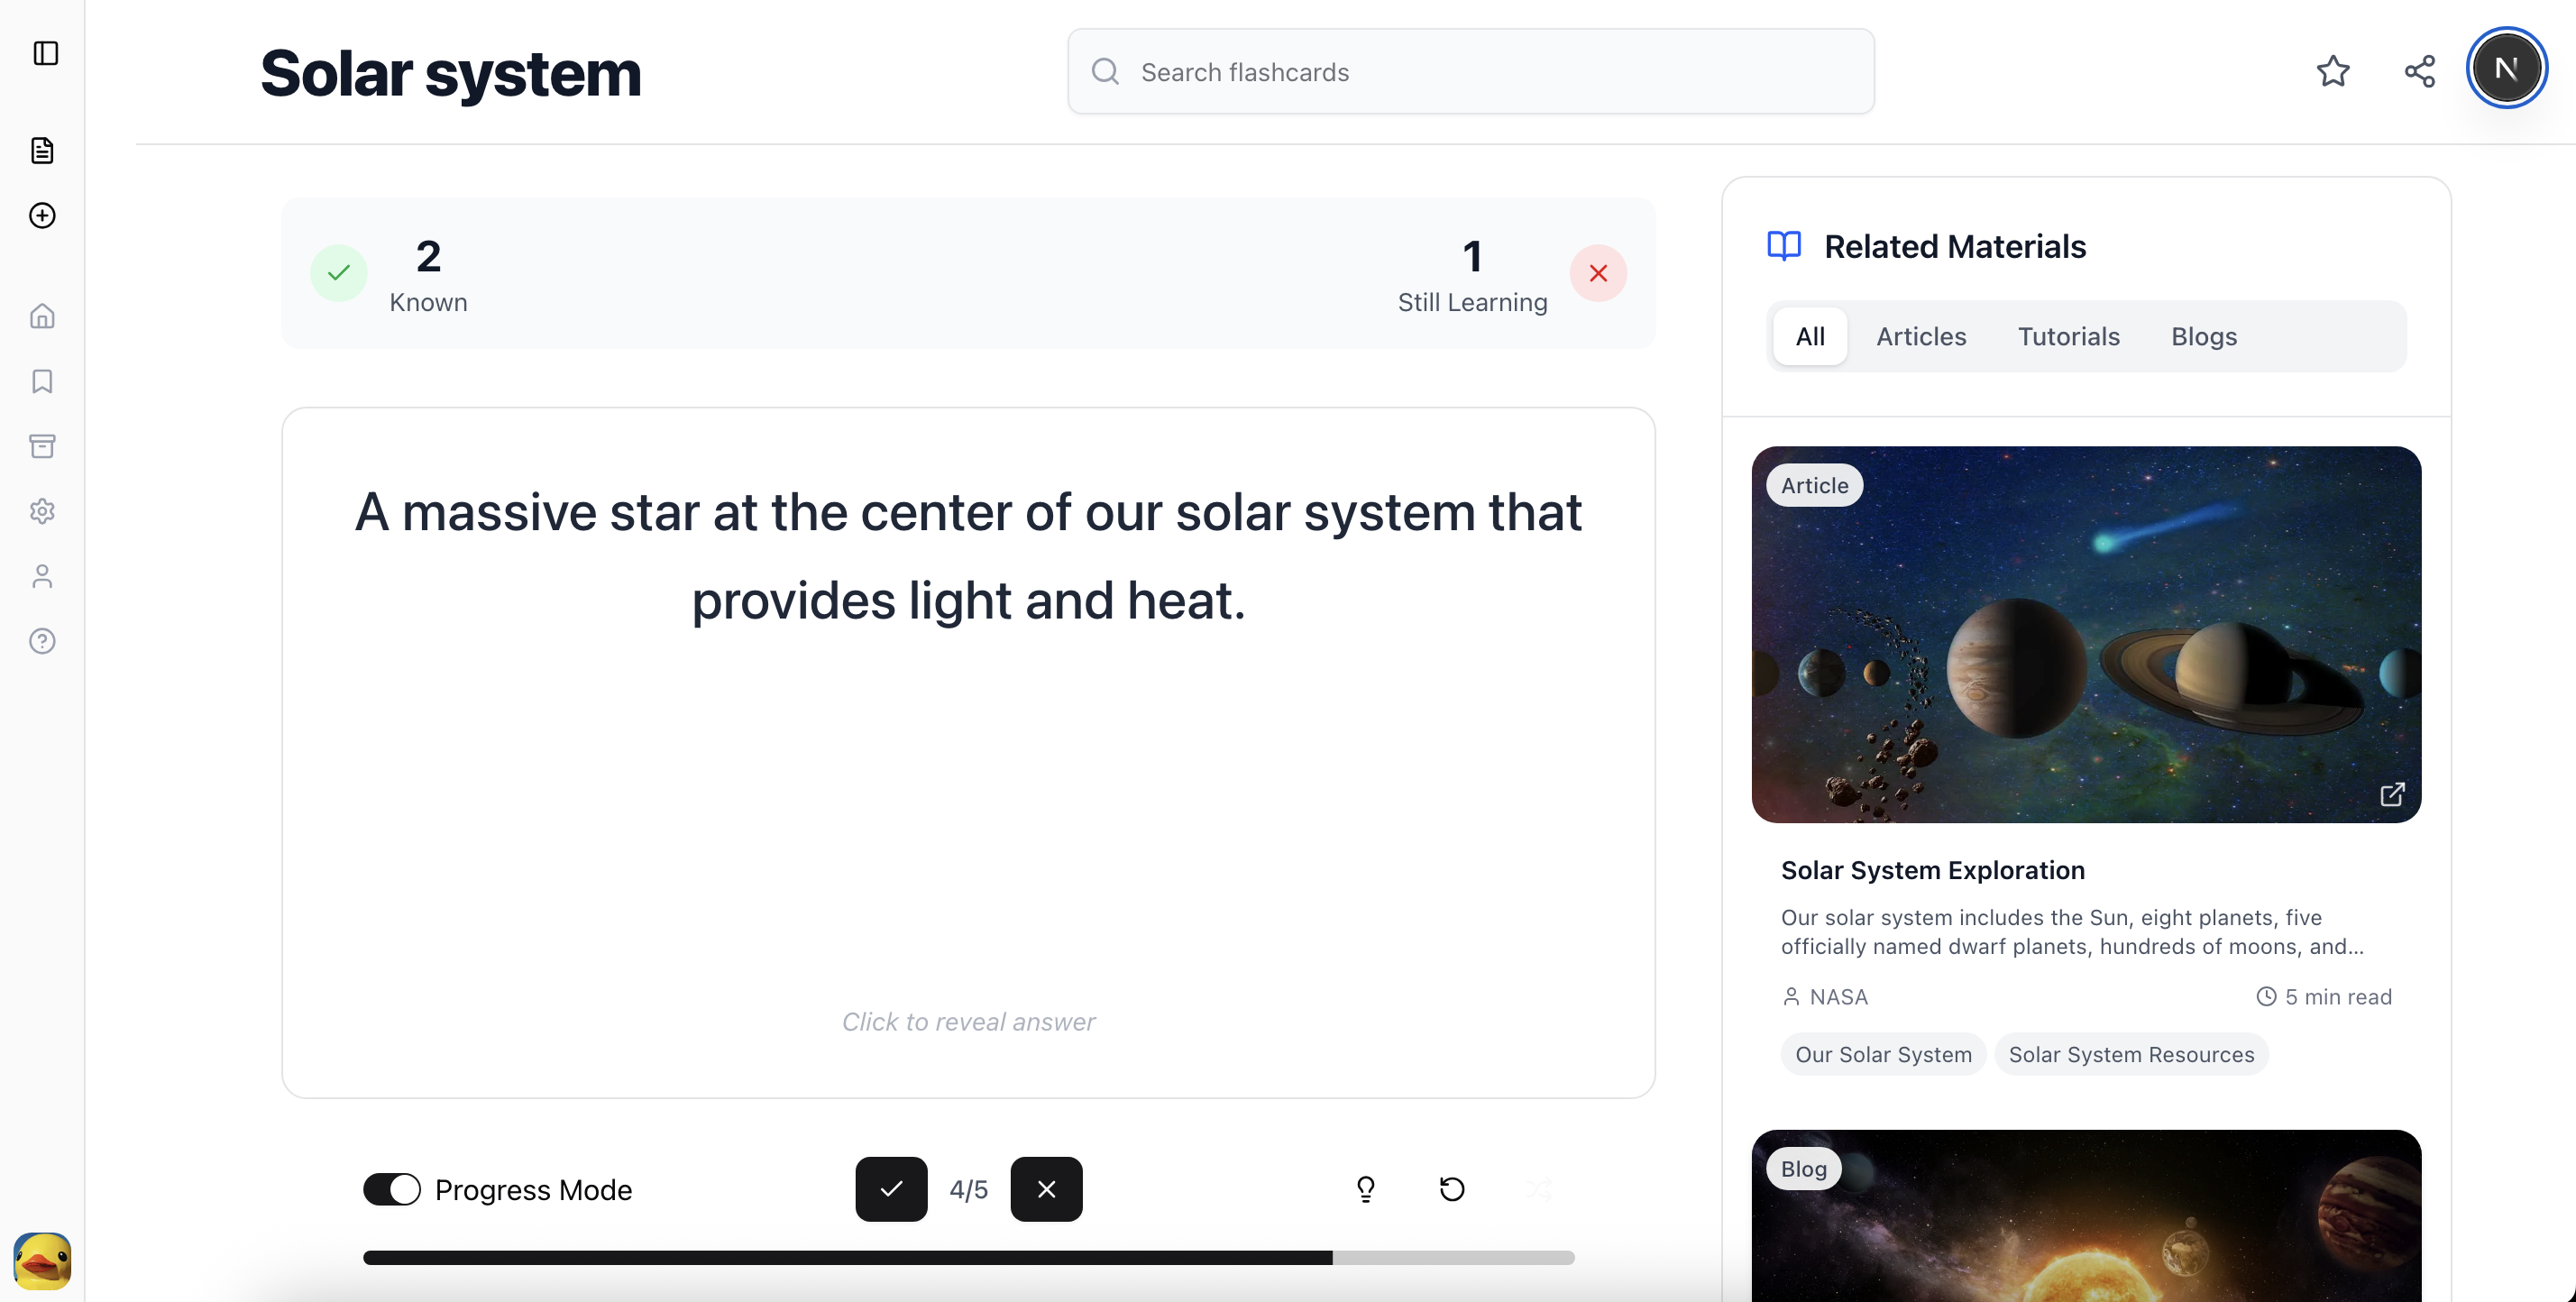 Solar system
Search flashcards
N
2
Known
1
Still Learning
A massive star at the center of our solar system that
provides light and heat.
Click to reveal answer
Progress Mode
4/5
Related Materials
All
Articles
Tutorials
Blogs
Article
Solar System Exploration
Our solar system includes the Sun, eight planets, five
officially named dwarf planets, hundreds of moons, and...
NASA
5 min read
Our Solar System
Solar System Resources
Blog